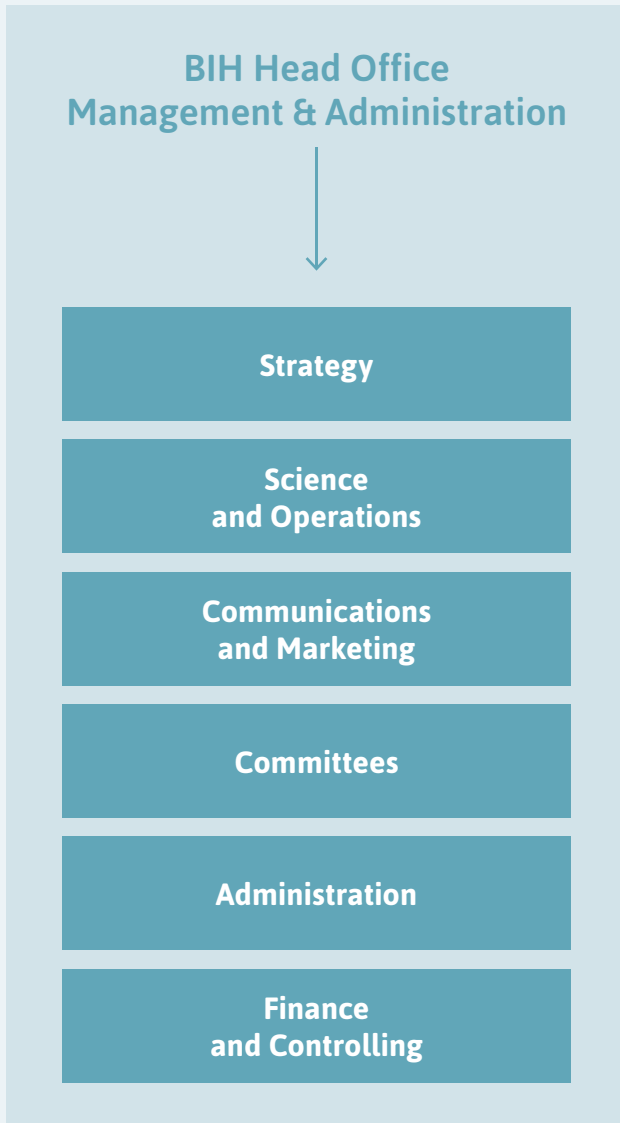 BIH Head Office
Management & Administration
Strategy
Science
and Operations
Communications
and Marketing
Committees
Administration
Finance
and Controlling